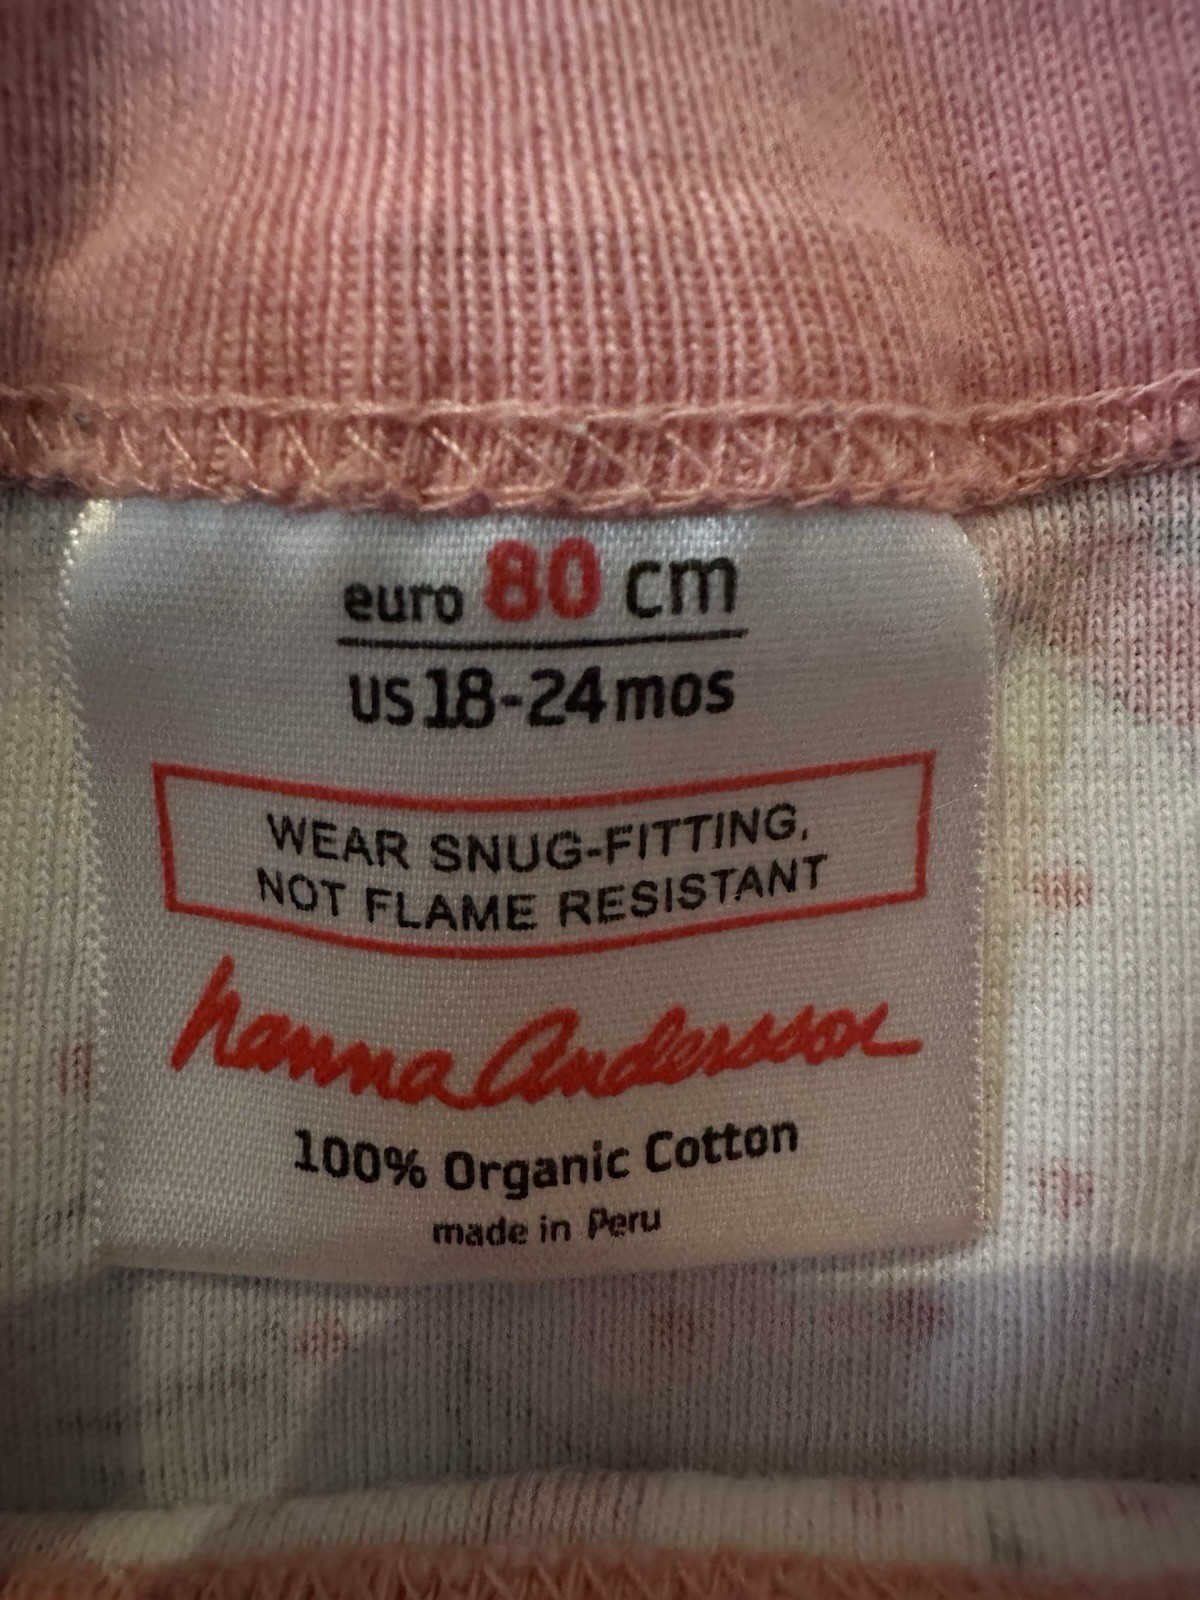 euro 80 cm
US 18-24 mos
WEAR SNUG-FITTING,
NOT FLAME RESISTANT
hanna Andersson
100% Organic Cotton
made in Peru